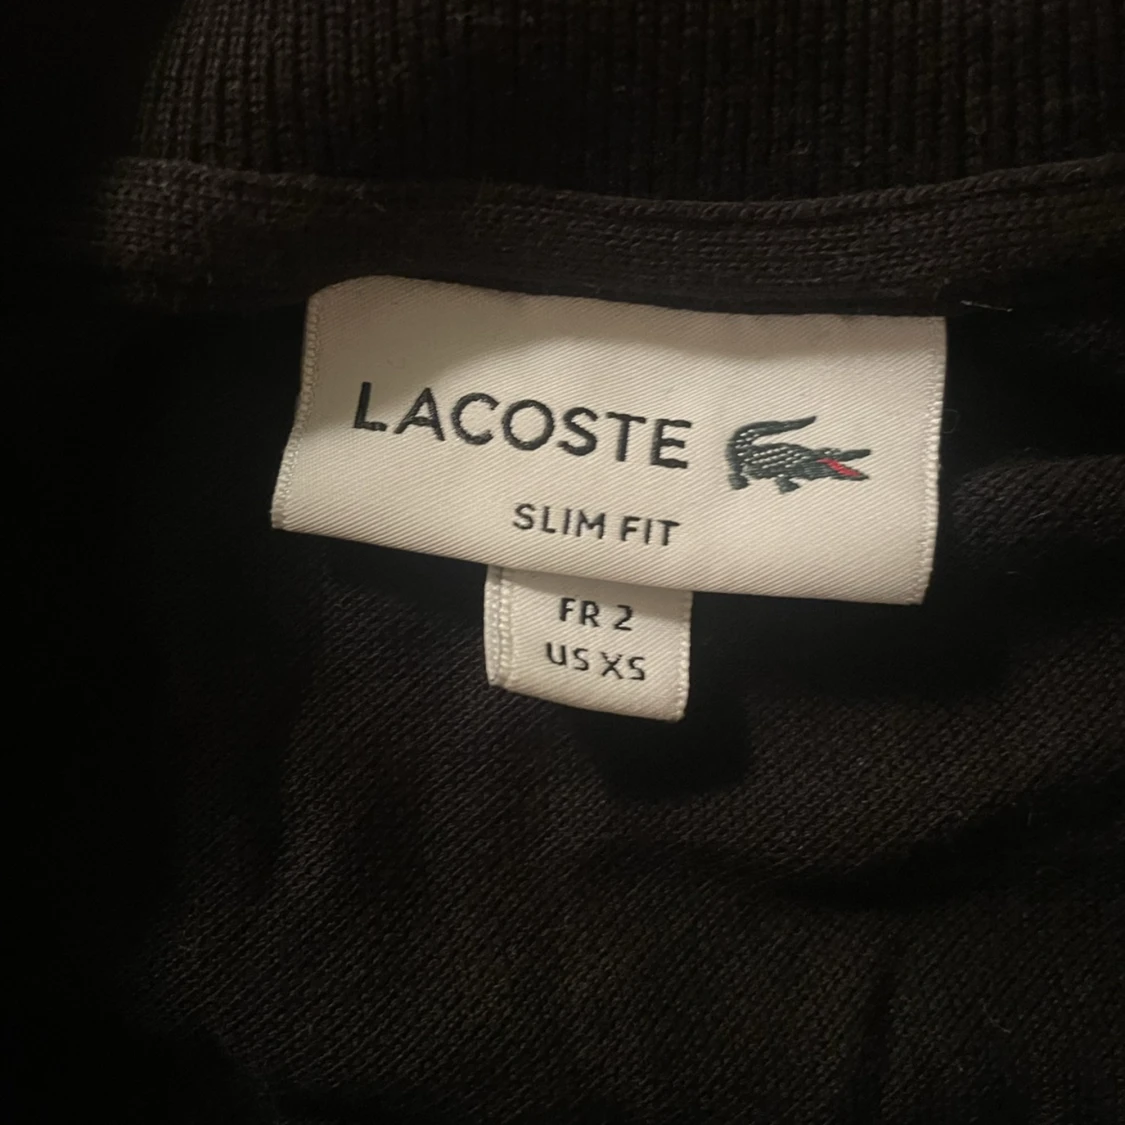 LACOSTE
SLIM FIT
FR 2
US XS